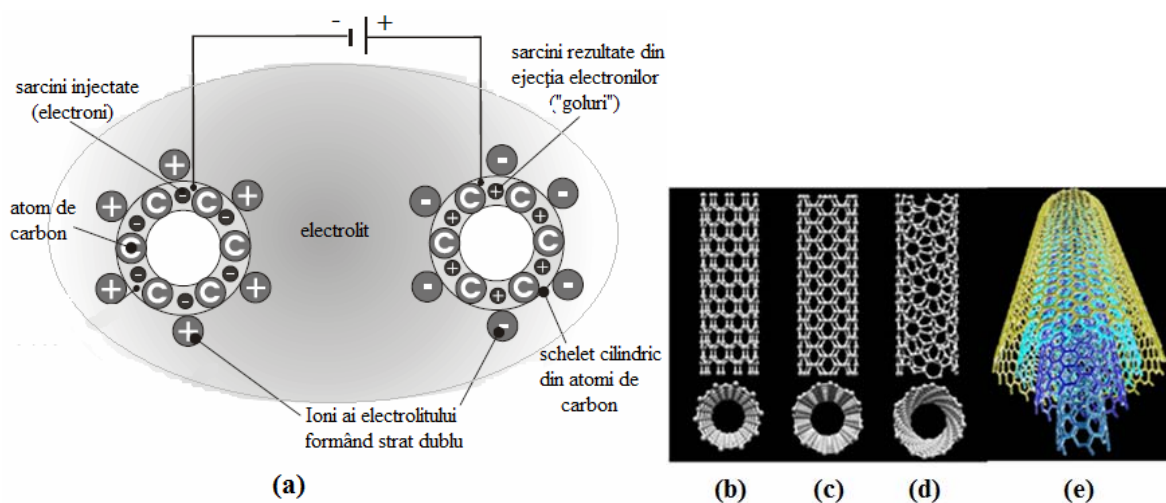 - +
sarcini injectate
(electroni)
sarcini rezultate din
ejecția electronilor
("goluri")
atom de
carbon
electrolit
schelet cilindric
din atomi de
carbon
Ioni ai electrolitului
formând strat dublu
+ + + + + +
- - - - - -
C C C C C C
- - - - - -
C C C C C C
+ + + + + +
(a)
(b) (c) (d) (e)